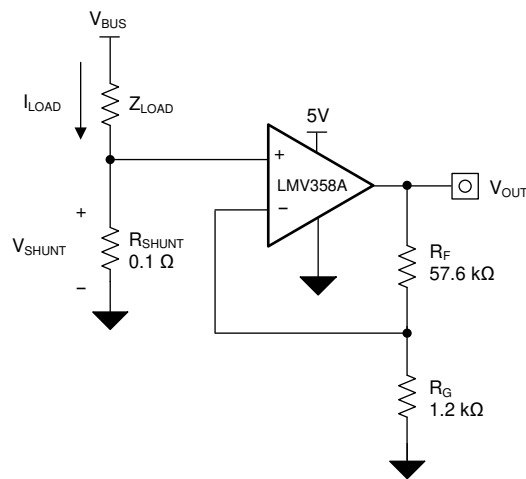 VBUS
ILOAD
ZLOAD
5V
+
LMV358A
−
VOUT
+
VSHUNT
−
RSHUNT
0.1 Ω
RF
57.6 kΩ
RG
1.2 kΩ